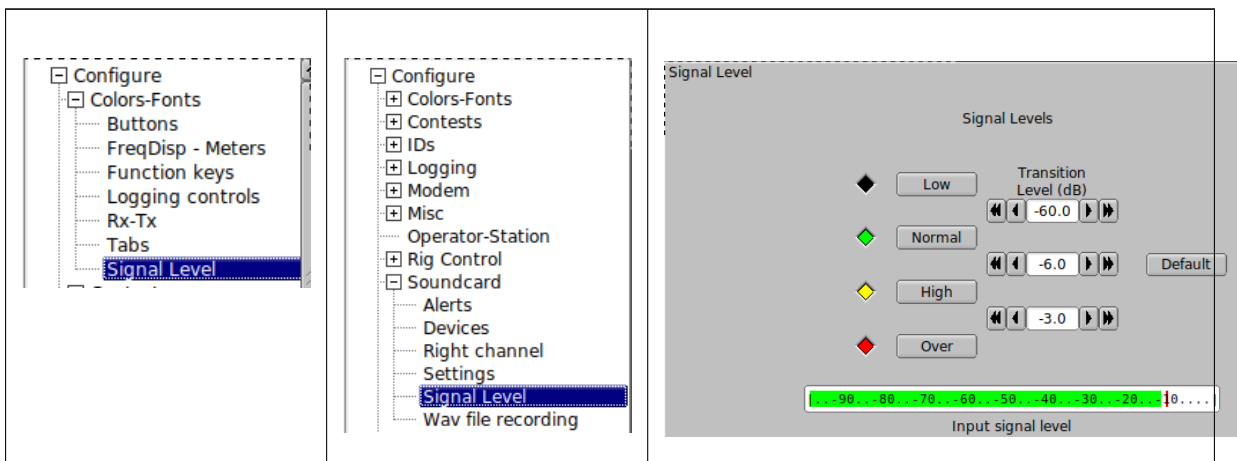 Configure
Colors-Fonts
Buttons
FreqDisp - Meters
Function keys
Logging controls
Rx-Tx
Tabs
Signal Level
Configure
Colors-Fonts
Contests
IDs
Logging
Modem
Misc
Operator-Station
Rig Control
Soundcard
Alerts
Devices
Right channel
Settings
Signal Level
Wav file recording
Signal Level
Signal Levels
Transition
Level (dB)
Low
-60.0
Normal
-6.0
Default
High
-3.0
Over
|..-90..-80..-70..-60..-50..-40..-30..-20..-10....|
Input signal level